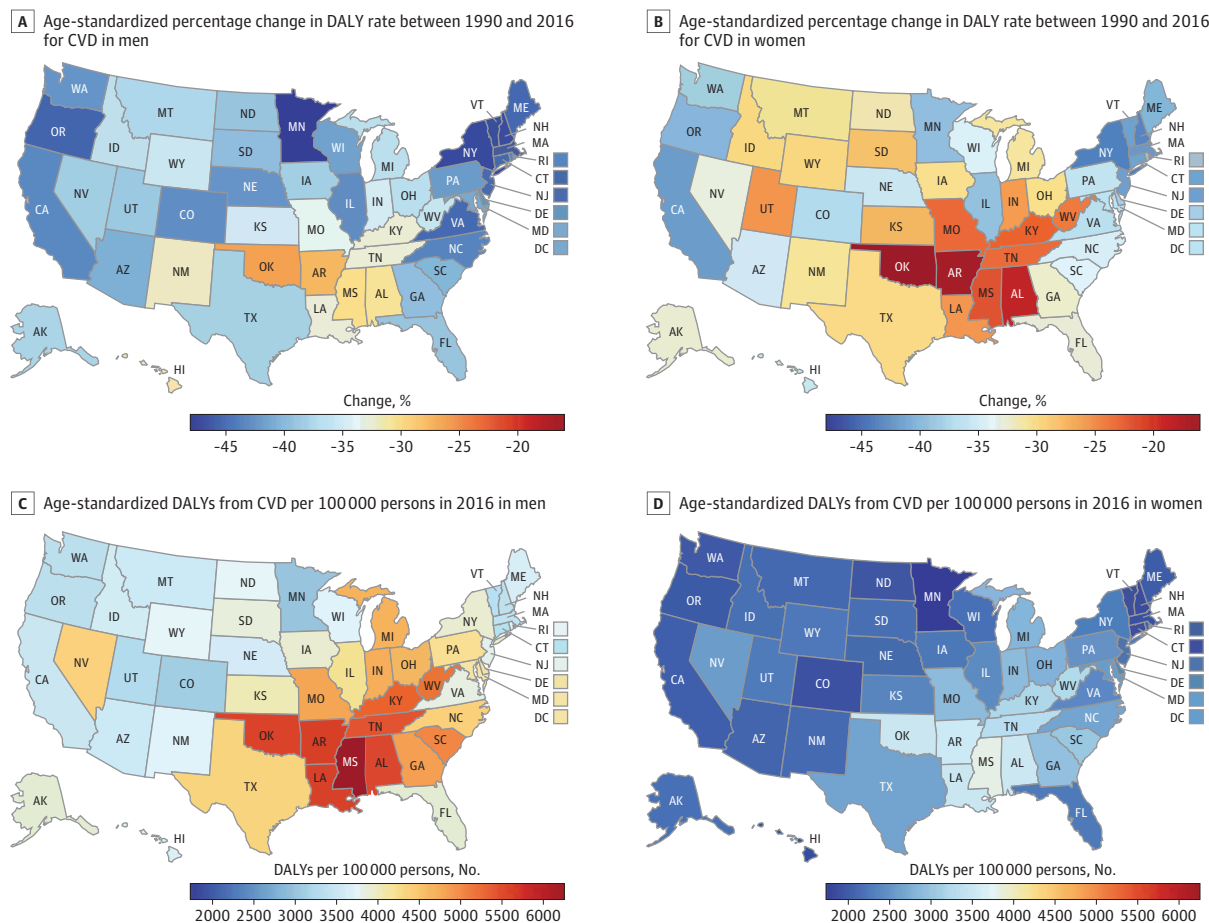 A Age-standardized percentage change in DALY rate between 1990 and 2016
for CVD in men
WA
OR
CA
ID
NV
MT
WY
UT
AZ
CO
NM
ND
SD
NE
KS
OK
TX
MN
IA
MO
AR
LA
WI
IL
MI
IN
OH
KY
TN
MS
AL
GA
FL
SC
NC
VA
WV
PA
NY
VT
ME
NH
MA
RI
CT
NJ
DE
MD
DC
AK
HI
Change, %
-45 -40 -35 -30 -25 -20
B Age-standardized percentage change in DALY rate between 1990 and 2016
for CVD in women
WA
OR
CA
ID
NV
MT
WY
UT
AZ
CO
NM
ND
SD
NE
KS
OK
TX
MN
IA
MO
AR
LA
WI
IL
MI
IN
OH
KY
TN
MS
AL
GA
FL
SC
NC
VA
WV
PA
NY
VT
ME
NH
MA
RI
CT
NJ
DE
MD
DC
AK
HI
Change, %
-45 -40 -35 -30 -25 -20
C Age-standardized DALYs from CVD per 100 000 persons in 2016 in men
WA
OR
CA
ID
NV
MT
WY
UT
AZ
CO
NM
ND
SD
NE
KS
OK
TX
MN
IA
MO
AR
LA
WI
IL
MI
IN
OH
KY
TN
MS
AL
GA
FL
SC
NC
VA
WV
PA
NY
VT
ME
NH
MA
RI
CT
NJ
DE
MD
DC
AK
HI
DALYs per 100 000 persons, No.
2000 2500 3000 3500 4000 4500 5000 5500 6000
D Age-standardized DALYs from CVD per 100 000 persons in 2016 in women
WA
OR
CA
ID
NV
MT
WY
UT
AZ
CO
NM
ND
SD
NE
KS
OK
TX
MN
IA
MO
AR
LA
WI
IL
MI
IN
OH
KY
TN
MS
AL
GA
FL
SC
NC
VA
WV
PA
NY
VT
ME
NH
MA
RI
CT
NJ
DE
MD
DC
AK
HI
DALYs per 100 000 persons, No.
2000 2500 3000 3500 4000 4500 5000 5500 6000